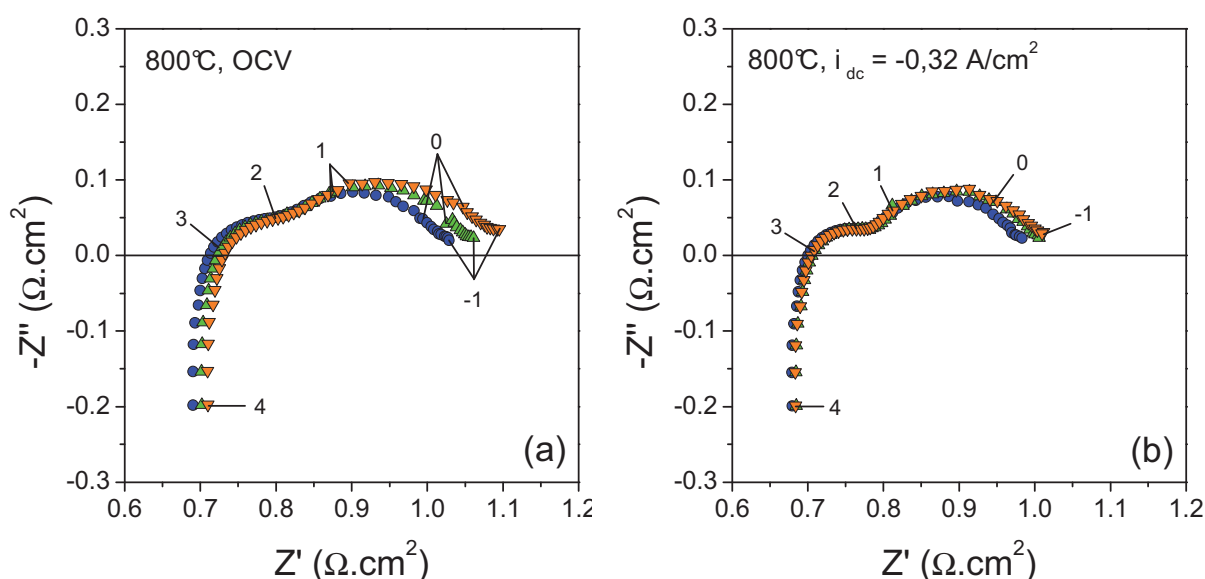 0.3
0.2
0.1
0.0
-0.1
-0.2
-0.3
-Z'' (Ω.cm²)
800°C, OCV
3
2
1
0
-1
4
(a)
0.6 0.7 0.8 0.9 1.0 1.1 1.2
Z' (Ω.cm²)
0.3
0.2
0.1
0.0
-0.1
-0.2
-0.3
-Z'' (Ω.cm²)
800°C, i dc = -0,32 A/cm²
3
2
1
0
-1
4
(b)
0.6 0.7 0.8 0.9 1.0 1.1 1.2
Z' (Ω.cm²)